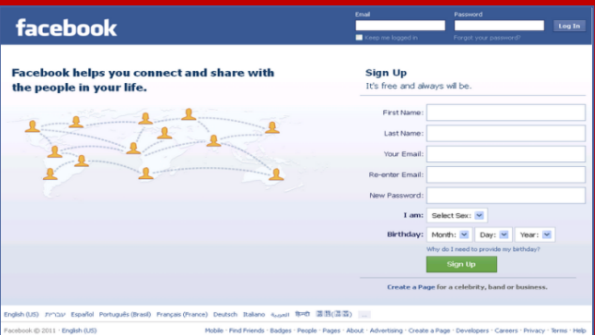 facebook
Email
Password
Log In
Keep me logged in
Forgot your password?
Facebook helps you connect and share with
the people in your life.
Sign Up
It's free and always will be.
First Name:
Last Name:
Your Email:
Re-enter Email:
New Password:
I am: Select Sex:
Birthday: Month: Day: Year:
Why do I need to provide my birthday?
Sign Up
Create a Page for a celebrity, band or business.
English (US) עברית Español Português (Brasil) Français (France) Deutsch Italiano العربية हिन्दी
Facebook © 2011 · English (US)
Mobile · Find Friends · Badges · People · Pages · About · Advertising · Create a Page · Developers · Careers · Privacy · Terms · Help